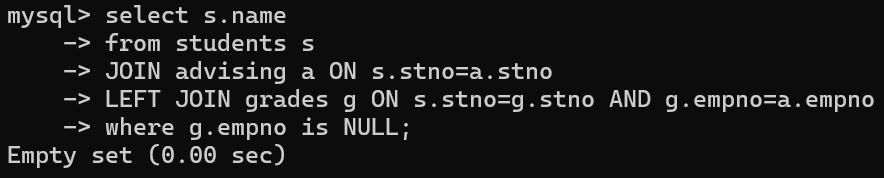 mysql> select s.name
    -> from students s
    -> JOIN advising a ON s.stno=a.stno
    -> LEFT JOIN grades g ON s.stno=g.stno AND g.empno=a.empno
    -> where g.empno is NULL;
Empty set (0.00 sec)